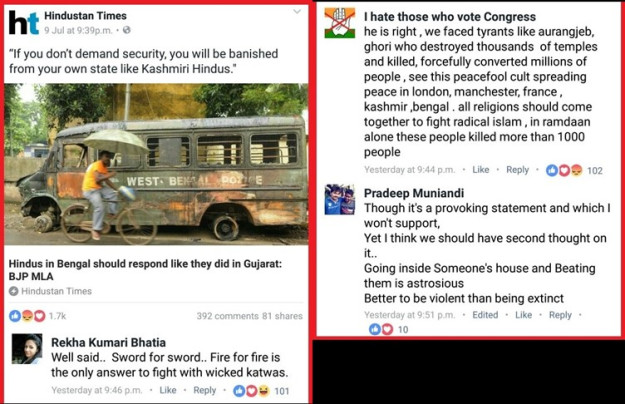 ht
Hindustan Times
9 Jul at 9:39p.m.
"If you don't demand security, you will be banished
from your own state like Kashmiri Hindus."
WEST BENGAL POLICE
Hindus in Bengal should respond like they did in Gujarat:
BJP MLA
Hindustan Times
1.7k 392 comments 81 shares
Rekha Kumari Bhatia
Well said.. Sword for sword.. Fire for fire is
the only answer to fight with wicked katwas.
Yesterday at 9:46 p.m. · Like · Reply · 101
I hate those who vote Congress
he is right , we faced tyrants like aurangjeb,
ghori who destroyed thousands of temples
and killed, forcefully converted millions of
people , see this peacefool cult spreading
peace in london, manchester, france ,
kashmir ,bengal . all religions should come
together to fight radical islam , in ramdaan
alone these people killed more than 1000
people
Yesterday at 9:44 p.m. · Like · Reply · 102
Pradeep Muniandi
Though it's a provoking statement and which I
won't support,
Yet I think we should have second thought on
it..
Going inside Someone's house and Beating
them is astrosious
Better to be violent than being extinct
Yesterday at 9:51 p.m. · Edited · Like · Reply ·
10